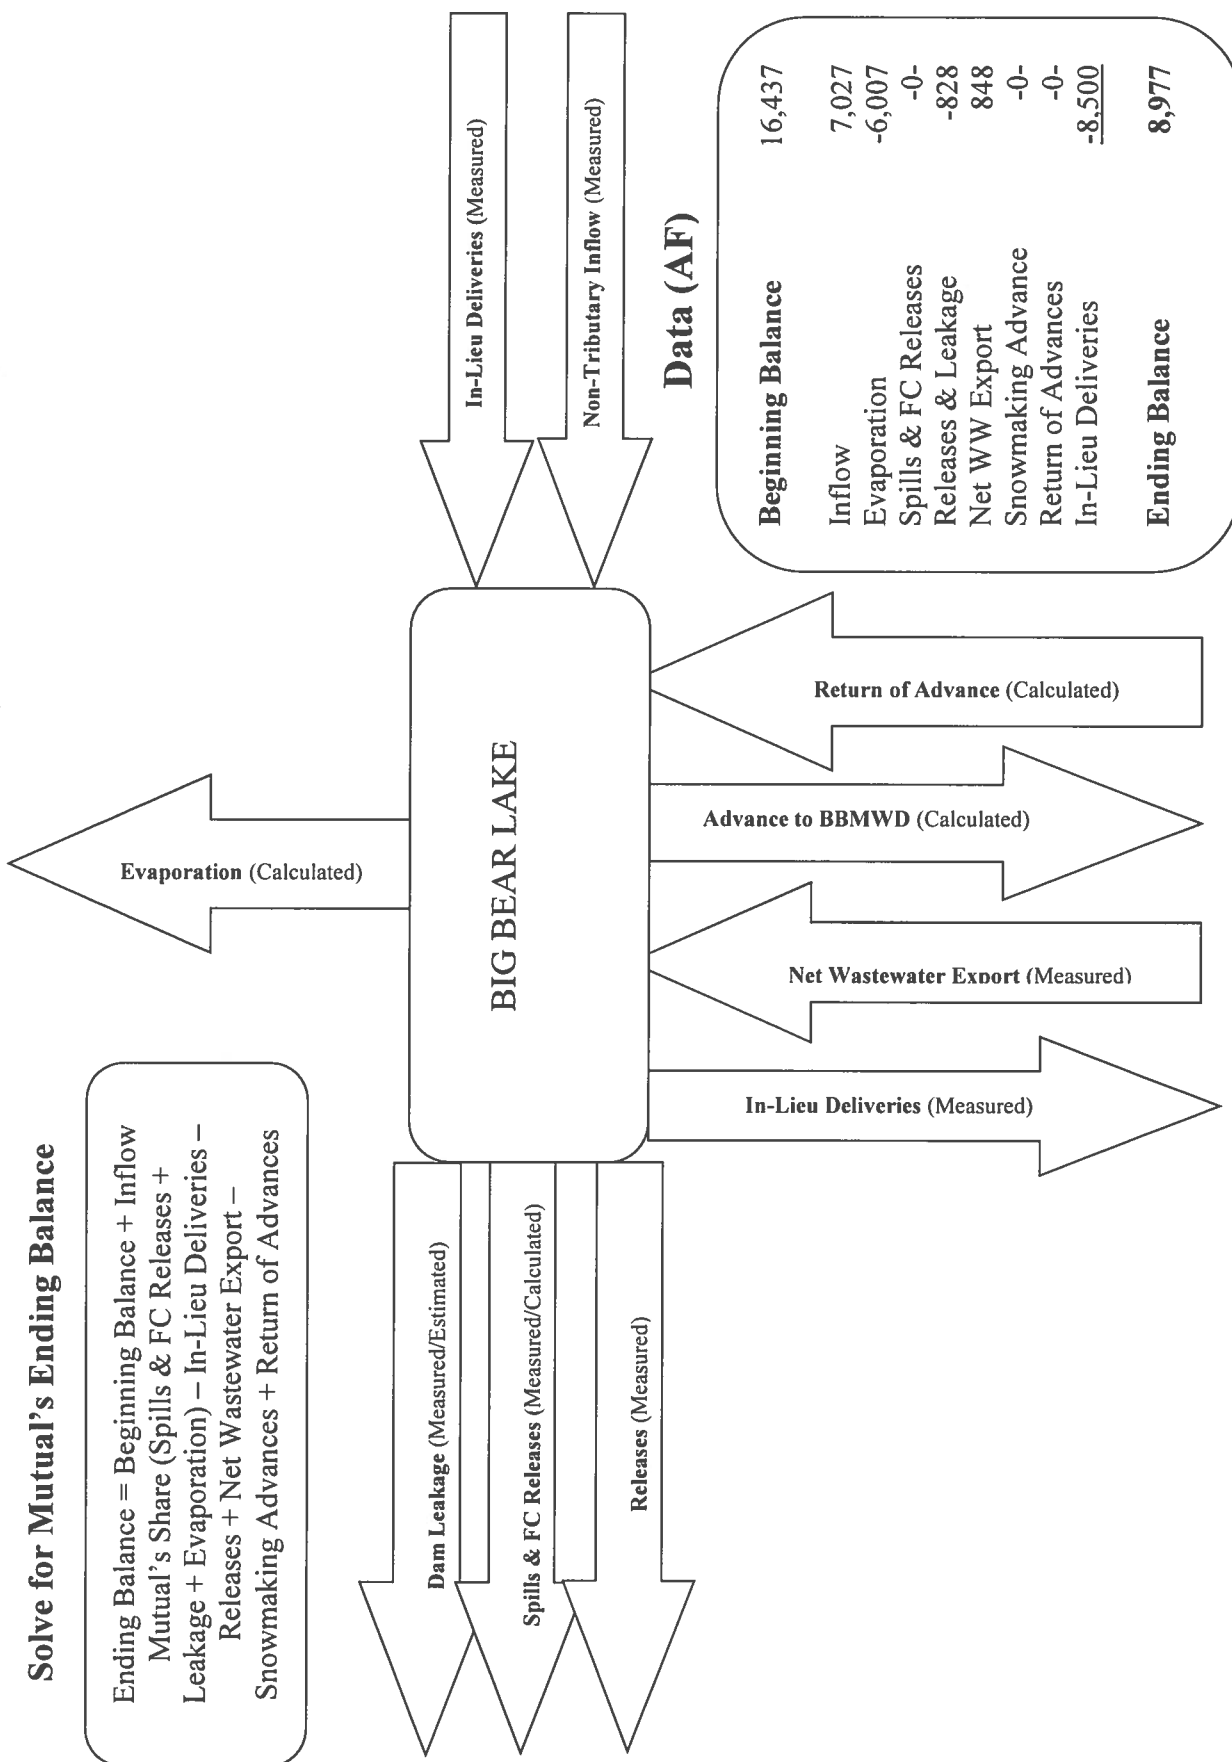 Solve for Mutual's Ending Balance
Ending Balance = Beginning Balance + Inflow
Mutual's Share (Spills & FC Releases +
Leakage + Evaporation) – In-Lieu Deliveries –
Releases + Net Wastewater Export –
Snowmaking Advances + Return of Advances
Evaporation (Calculated)
In-Lieu Deliveries (Measured)
Non-Tributary Inflow (Measured)
BIG BEAR LAKE
Dam Leakage (Measured/Estimated)
Spills & FC Releases (Measured/Calculated)
Releases (Measured)
In-Lieu Deliveries (Measured)
Net Wastewater Export (Measured)
Advance to BBMWD (Calculated)
Return of Advance (Calculated)
Data (AF)
Beginning Balance 16,437
Inflow 7,027
Evaporation -6,007
Spills & FC Releases -0-
Releases & Leakage -828
Net WW Export 848
Snowmaking Advance -0-
Return of Advances -0-
In-Lieu Deliveries -8,500
Ending Balance 8,977